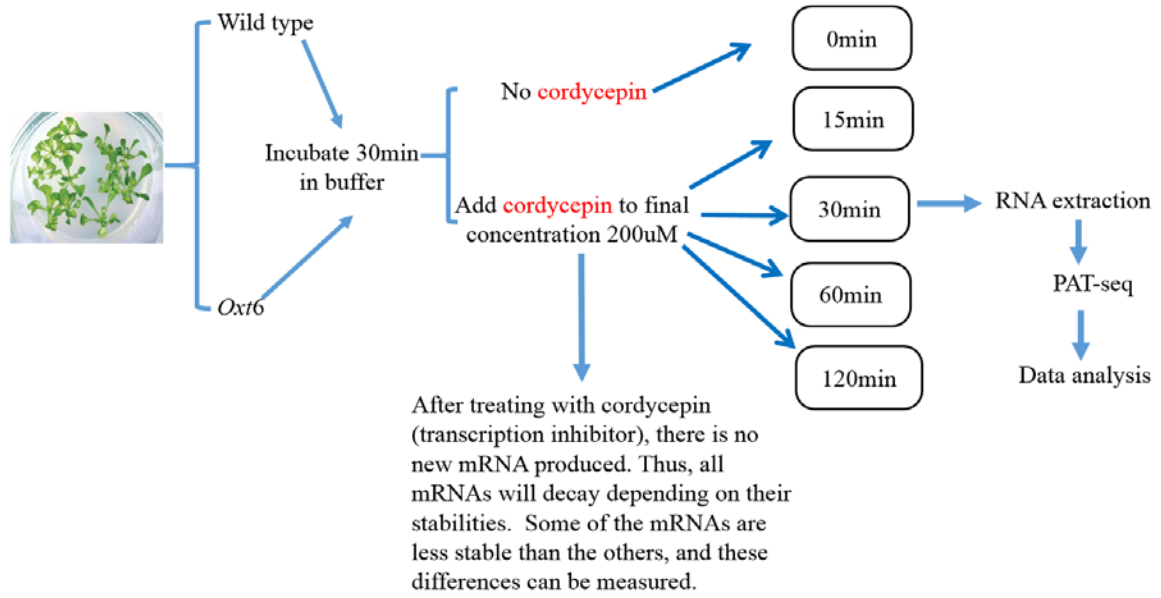 Wild type
Oxt6
Incubate 30min
in buffer
No cordycepin
Add cordycepin to final
concentration 200uM
0min
15min
30min
60min
120min
RNA extraction
PAT-seq
Data analysis
After treating with cordycepin
(transcription inhibitor), there is no
new mRNA produced. Thus, all
mRNAs will decay depending on their
stabilities.  Some of the mRNAs are
less stable than the others, and these
differences can be measured.